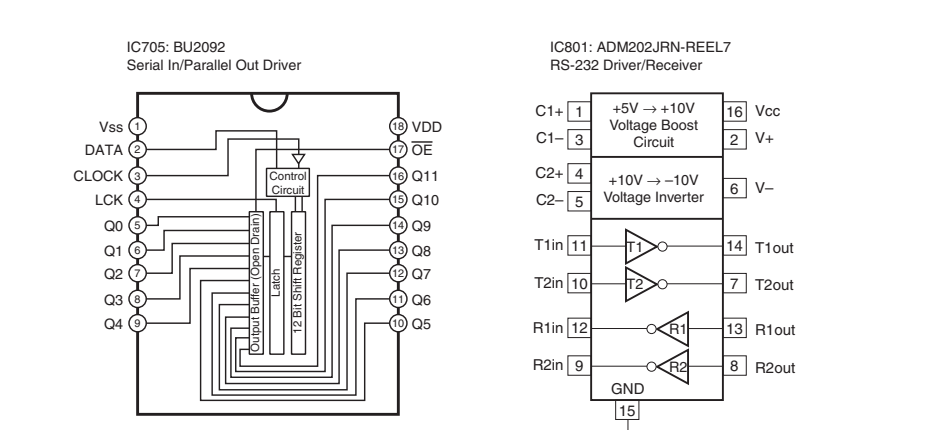 IC705: BU2092
Serial In/Parallel Out Driver
Vss 1
DATA 2
CLOCK 3
LCK 4
Q0 5
Q1 6
Q2 7
Q3 8
Q4 9
18 VDD
17 OE
16 Q11
15 Q10
14 Q9
13 Q8
12 Q7
11 Q6
10 Q5
Control
Circuit
Output Buffer (Open Drain)
Latch
12 Bit Shift Register
IC801: ADM202JRN-REEL7
RS-232 Driver/Receiver
C1+ 1
C1− 3
+5V → +10V
Voltage Boost
Circuit
16 Vcc
2 V+
C2+ 4
C2− 5
+10V → −10V
Voltage Inverter
6 V−
T1in 11 T1 14 T1out
T2in 10 T2 7 T2out
R1in 12 R1 13 R1out
R2in 9 R2 8 R2out
GND
15